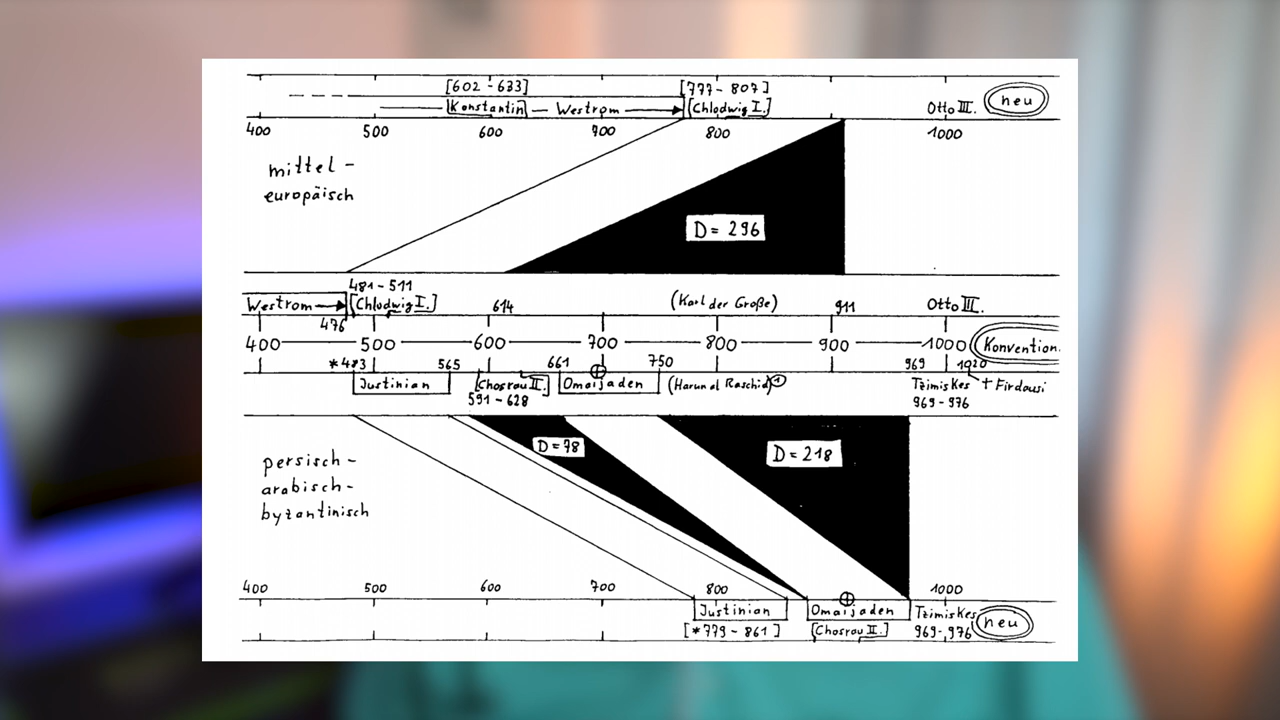 [602-633] [777-807]
Konstantin — Westrom [Chlodwig I.] Otto III. neu
400 500 600 700 800 1000
mittel-
europäisch
D = 296
481-511
Westrom [Chlodwig I.] 614 (Karl der Große) 911 Otto III.
476
400 500 600 700 800 900 1000 Konvention.
*483 565 661 750 969 1020
Justinian [Chosrau II.] Omaijaden (Harun al Raschid) Tzimiskes + Firdausi
591-628 969-976
D = 78 D = 218
persisch-
arabisch-
byzantinisch
400 500 600 700 800 1000
Justinian Omaijaden Tzimiskes neu
[*779-861] [Chosrau II.] 969-976